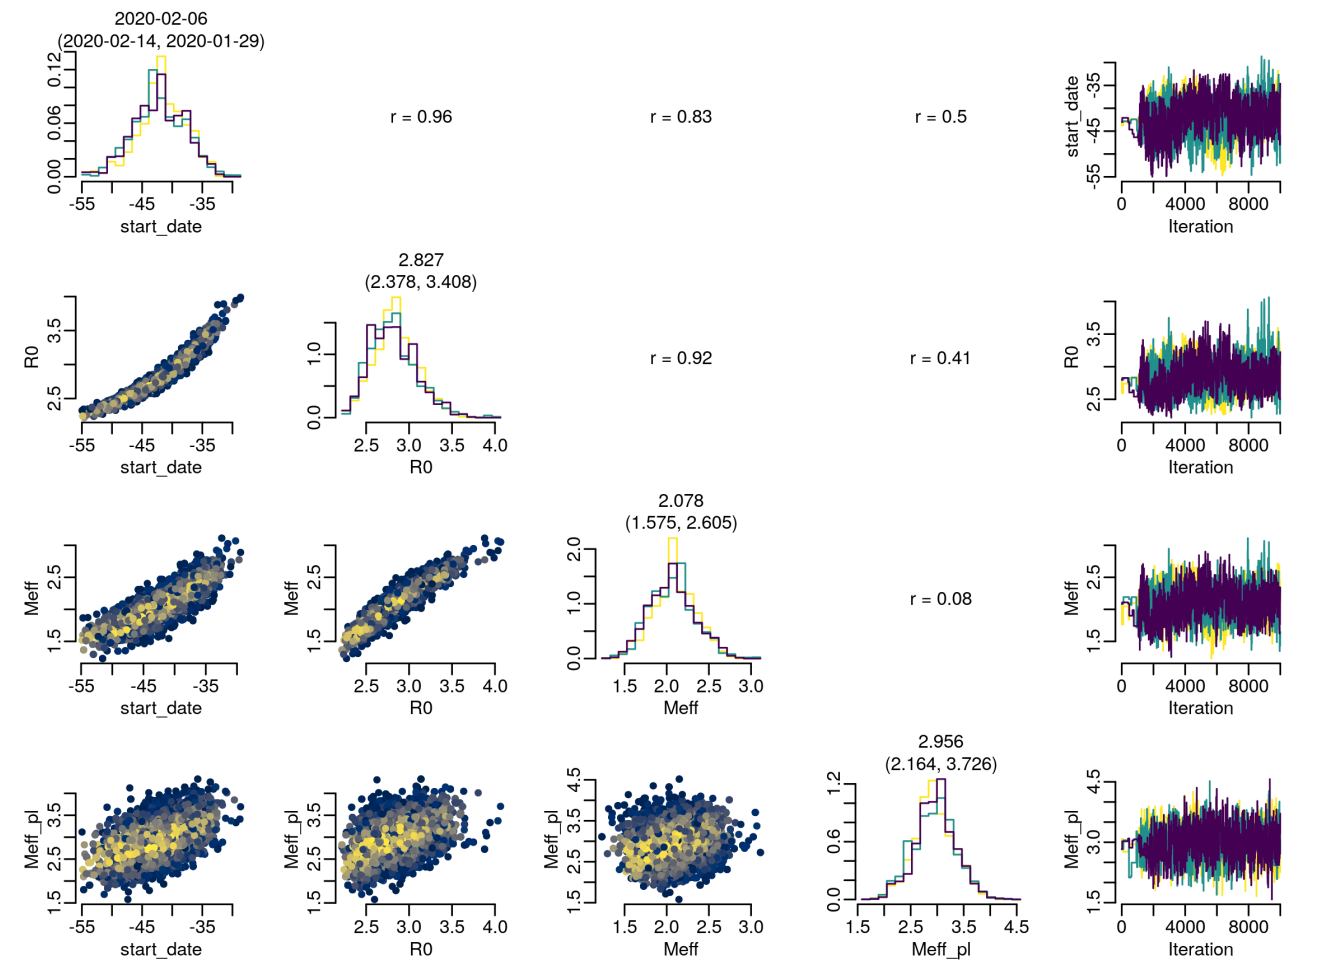 2020-02-06
(2020-02-14, 2020-01-29)
0.00 0.06 0.12
-55 -45 -35
start_date
r = 0.96
r = 0.83
r = 0.5
start_date
-55 -45 -35
0 4000 8000
Iteration
R0
2.5 3.5
-55 -45 -35
start_date
2.827
(2.378, 3.408)
0.0 1.0
2.5 3.0 3.5 4.0
R0
r = 0.92
r = 0.41
R0
2.5 3.5
0 4000 8000
Iteration
Meff
1.5 2.5
-55 -45 -35
start_date
Meff
1.5 2.5
2.5 3.0 3.5 4.0
R0
2.078
(1.575, 2.605)
0.0 1.0 2.0
1.5 2.0 2.5 3.0
Meff
r = 0.08
Meff
1.5 2.5
0 4000 8000
Iteration
Meff_pl
1.5 2.5 3.5
-55 -45 -35
start_date
Meff_pl
1.5 2.5 3.5
2.5 3.0 3.5 4.0
R0
Meff_pl
1.5 2.5 3.5 4.5
1.5 2.0 2.5 3.0
Meff
2.956
(2.164, 3.726)
0.0 0.6 1.2
1.5 2.5 3.5 4.5
Meff_pl
Meff_pl
1.5 3.0 4.5
0 4000 8000
Iteration